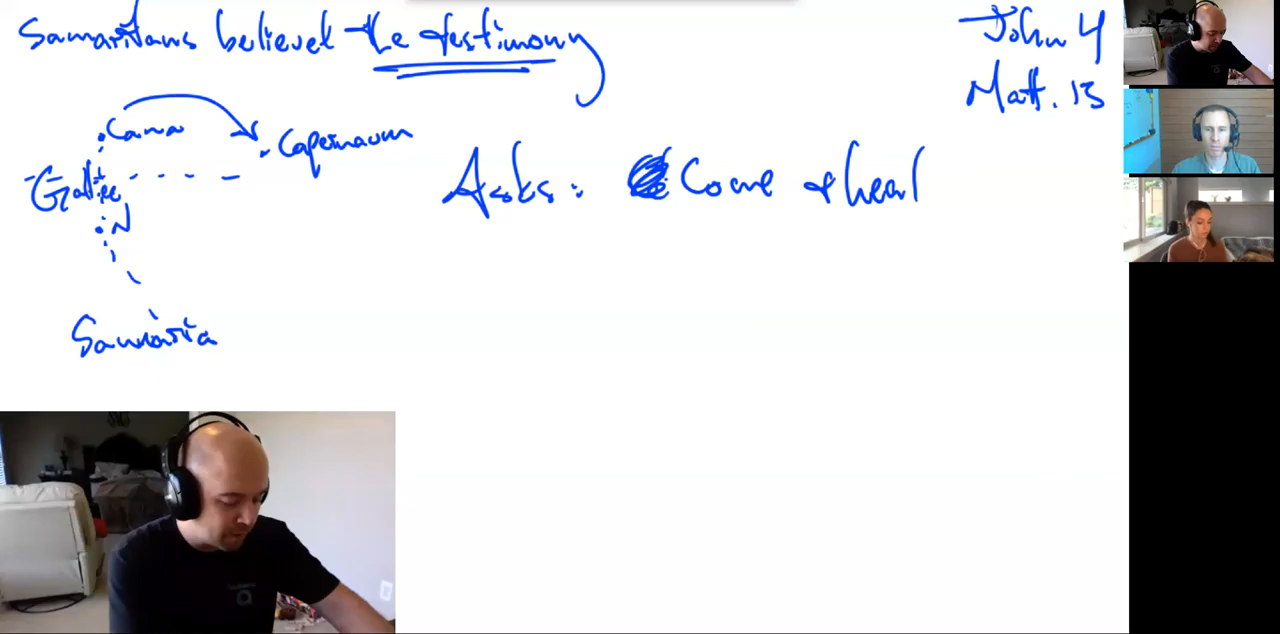 Samaritans believed the testimony
John 4
Matt. 13
Cana
Capernaum
Galilee
Asks: Come & heal
N
Samaria